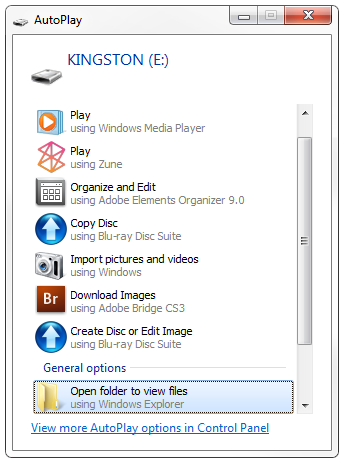 AutoPlay
KINGSTON (E:)
Play
using Windows Media Player
Play
using Zune
Organize and Edit
using Adobe Elements Organizer 9.0
Copy Disc
using Blu-ray Disc Suite
Import pictures and videos
using Windows
Br
Download Images
using Adobe Bridge CS3
Create Disc or Edit Image
using Blu-ray Disc Suite
General options
Open folder to view files
using Windows Explorer
View more AutoPlay options in Control Panel